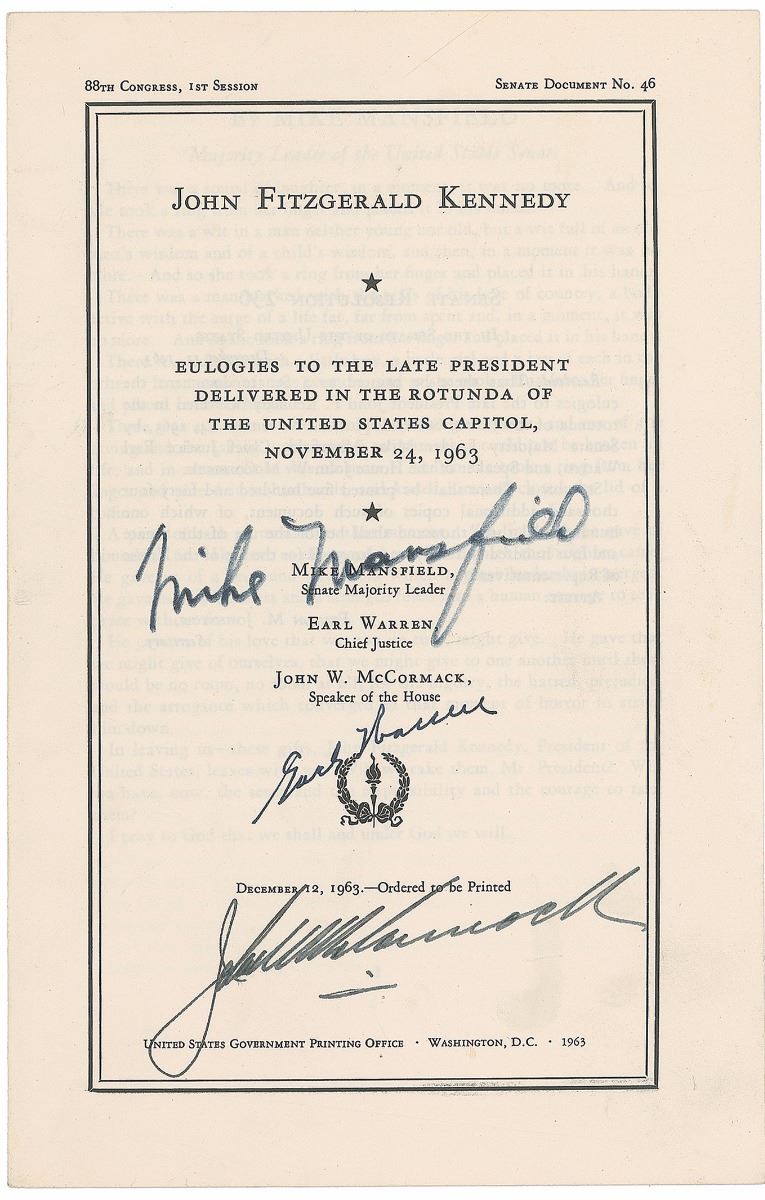 88TH CONGRESS, 1ST SESSION SENATE DOCUMENT NO. 46
JOHN FITZGERALD KENNEDY
EULOGIES TO THE LATE PRESIDENT
DELIVERED IN THE ROTUNDA OF
THE UNITED STATES CAPITOL,
NOVEMBER 24, 1963
Mike Mansfield
MIKE MANSFIELD,
Senate Majority Leader
EARL WARREN,
Chief Justice
JOHN W. MCCORMACK,
Speaker of the House
Earl Warren
DECEMBER 12, 1963.—Ordered to be Printed
John W McCormack
UNITED STATES GOVERNMENT PRINTING OFFICE · WASHINGTON, D.C. · 1963